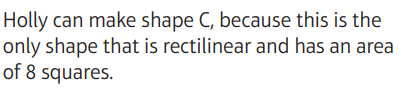 Holly can make shape C, because this is the
only shape that is rectilinear and has an area
of 8 squares.